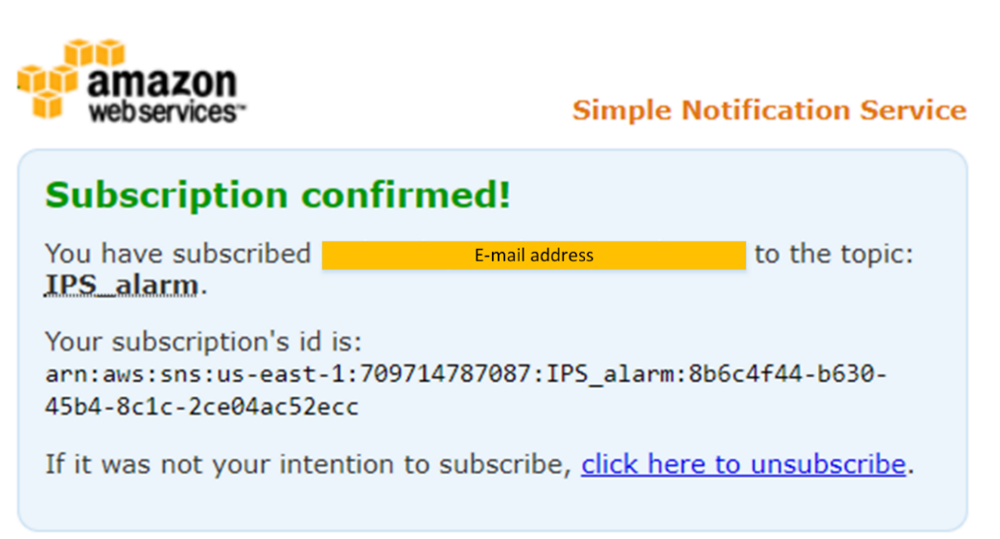 amazon
webservices™
Simple Notification Service
Subscription confirmed!
You have subscribed E-mail address to the topic:
IPS_alarm.
Your subscription's id is:
arn:aws:sns:us-east-1:709714787087:IPS_alarm:8b6c4f44-b630-
45b4-8c1c-2ce04ac52ecc
If it was not your intention to subscribe, click here to unsubscribe.